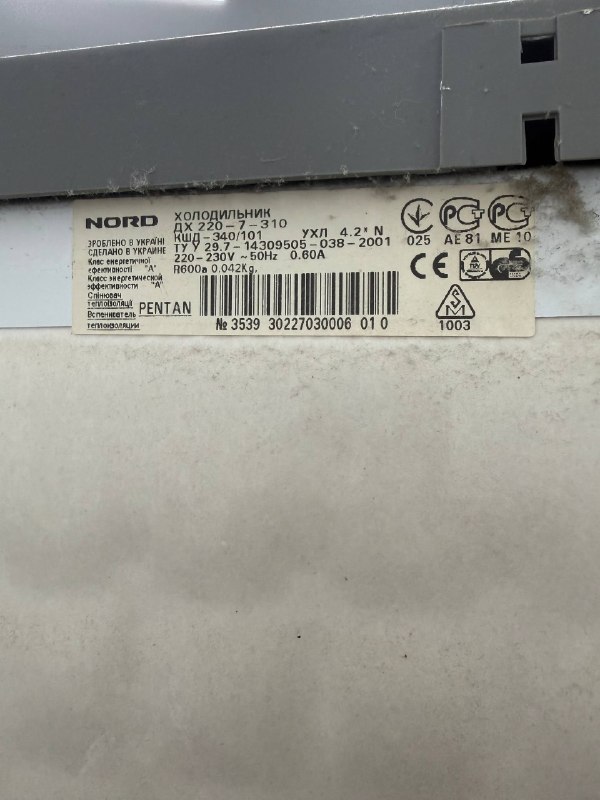 NORD
ХОЛОДИЛЬНИК
ДХ 220-7-310
КШД-340/101 УХЛ 4.2* N
ТУ У 29.7-14309505-038-2001
220-230V ~50Hz 0.60A
R600a 0.042Kg.
ЗРОБЛЕНО В УКРАЇНІ
СДЕЛАНО В УКРАИНЕ
Клас енергетичної
ефективності "А"
Класс энергетической
эффективности "А"
Спінювач
теплоізоляції
Вспениватель
теплоизоляции
PENTAN
№ 3539 30227030006 01 0
025 АЕ 81 МЕ 10
CE
1003